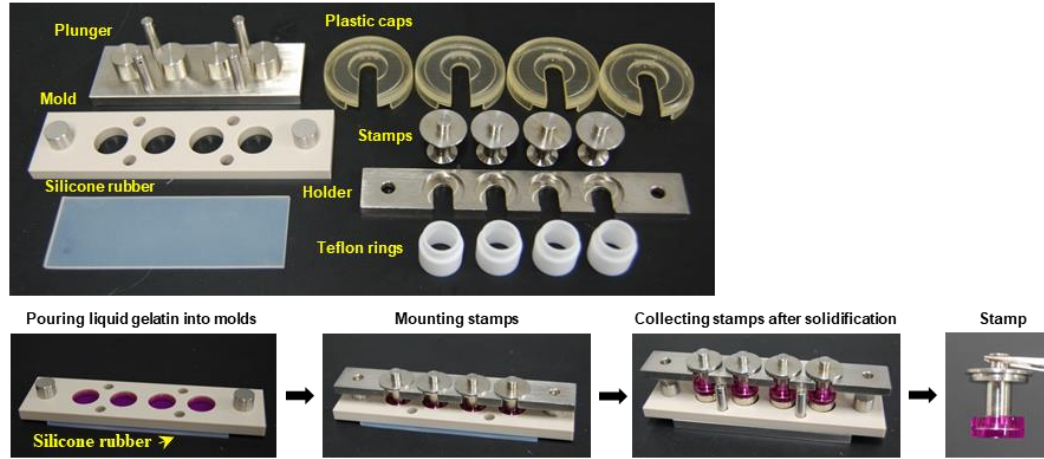 Plunger
Plastic caps
Mold
Stamps
Silicone rubber
Holder
Teflon rings
Pouring liquid gelatin into molds
Mounting stamps
Collecting stamps after solidification
Stamp
Silicone rubber